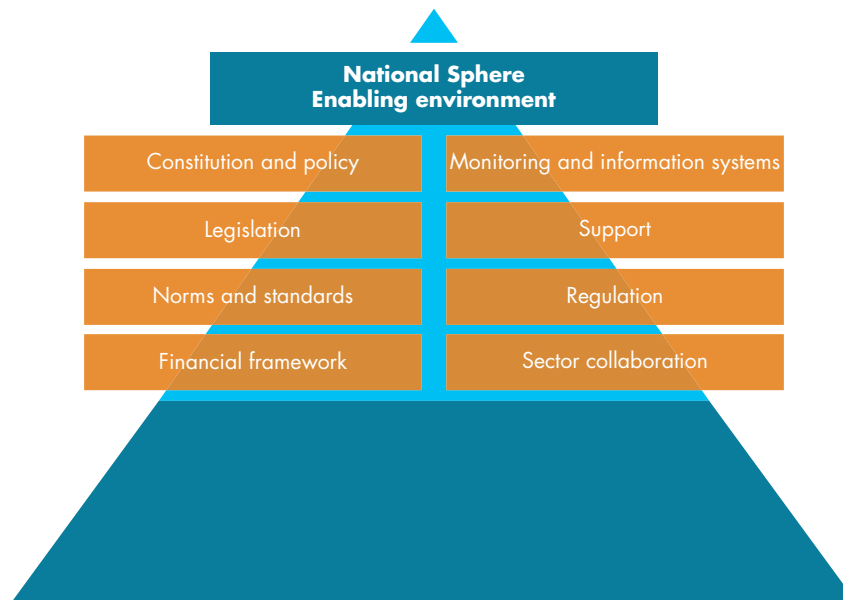 National Sphere
Enabling environment
Constitution and policy
Monitoring and information systems
Legislation
Support
Norms and standards
Regulation
Financial framework
Sector collaboration